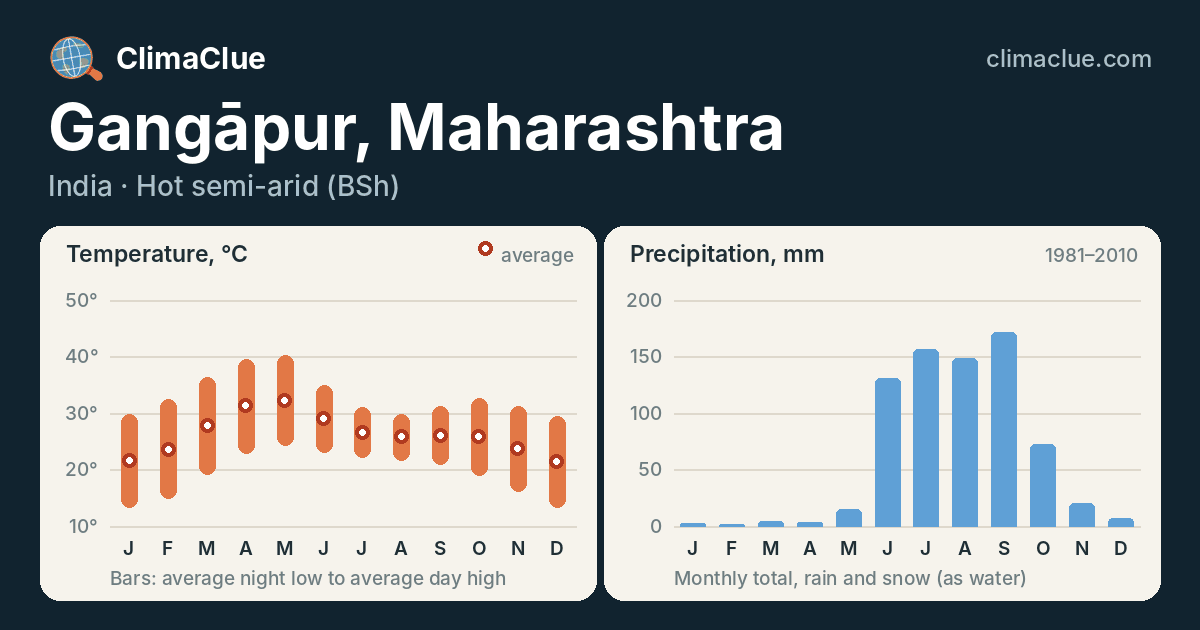 ClimaClue
climaclue.com
Gangāpur, Maharashtra
India · Hot semi-arid (BSh)
Temperature, °C
average
50°
40°
30°
20°
10°
J F M A M J J A S O N D
Bars: average night low to average day high
Precipitation, mm
1981–2010
200
150
100
50
0
J F M A M J J A S O N D
Monthly total, rain and snow (as water)